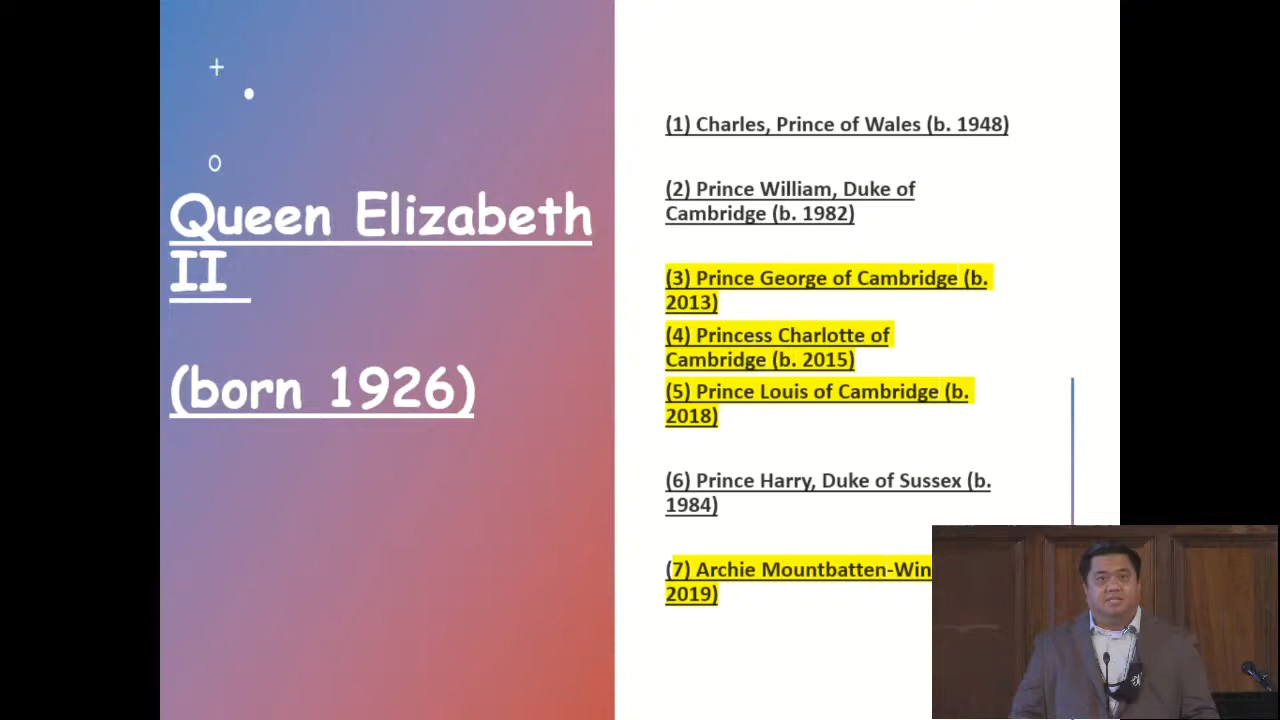 Queen Elizabeth
II
(born 1926)
(1) Charles, Prince of Wales (b. 1948)
(2) Prince William, Duke of
Cambridge (b. 1982)
(3) Prince George of Cambridge (b.
2013)
(4) Princess Charlotte of
Cambridge (b. 2015)
(5) Prince Louis of Cambridge (b.
2018)
(6) Prince Harry, Duke of Sussex (b.
1984)
(7) Archie Mountbatten-Win
2019)